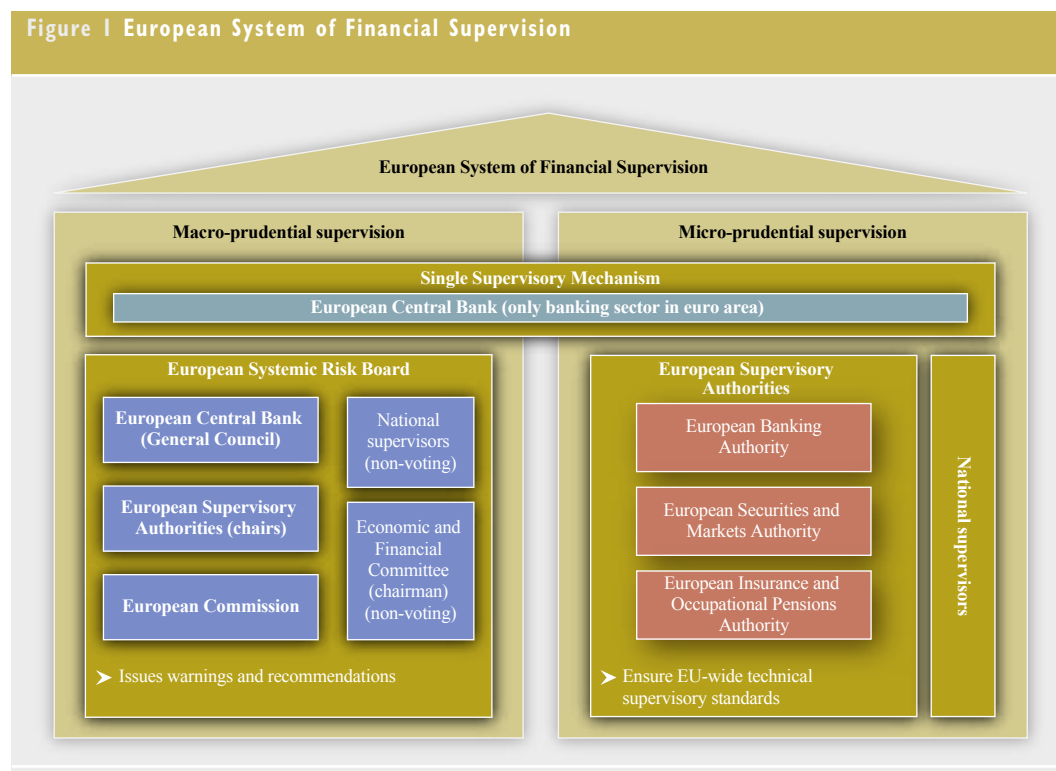 Figure 1 European System of Financial Supervision
European System of Financial Supervision
Macro-prudential supervision
Micro-prudential supervision
Single Supervisory Mechanism
European Central Bank (only banking sector in euro area)
European Systemic Risk Board
European Central Bank
(General Council)
European Supervisory
Authorities (chairs)
European Commission
National
supervisors
(non-voting)
Economic and
Financial
Committee
(chairman)
(non-voting)
➤ Issues warnings and recommendations
European Supervisory
Authorities
European Banking
Authority
European Securities and
Markets Authority
European Insurance and
Occupational Pensions
Authority
➤ Ensure EU-wide technical
supervisory standards
National supervisors